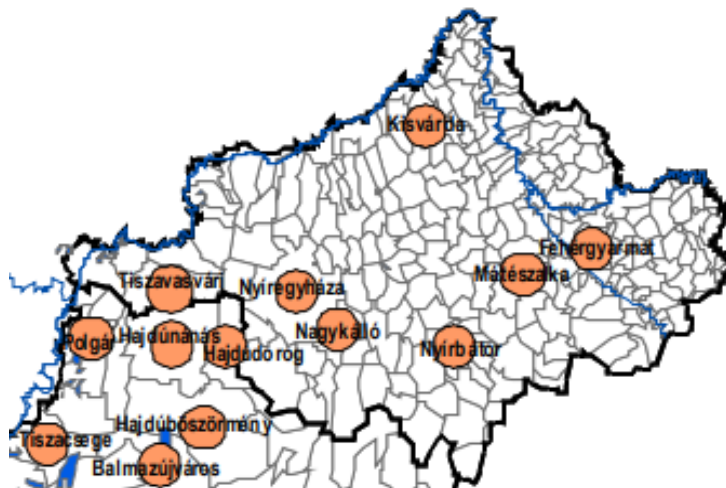 Kisvárda
Fehérgyarmat
Mátészalka
Tiszavasvári
Nyíregyháza
Nagykálló
Polgár
Hajdúnánás
Hajdúdorog
Nyírbátor
Hajdúböszörmény
Tiszacsege
Balmazújváros